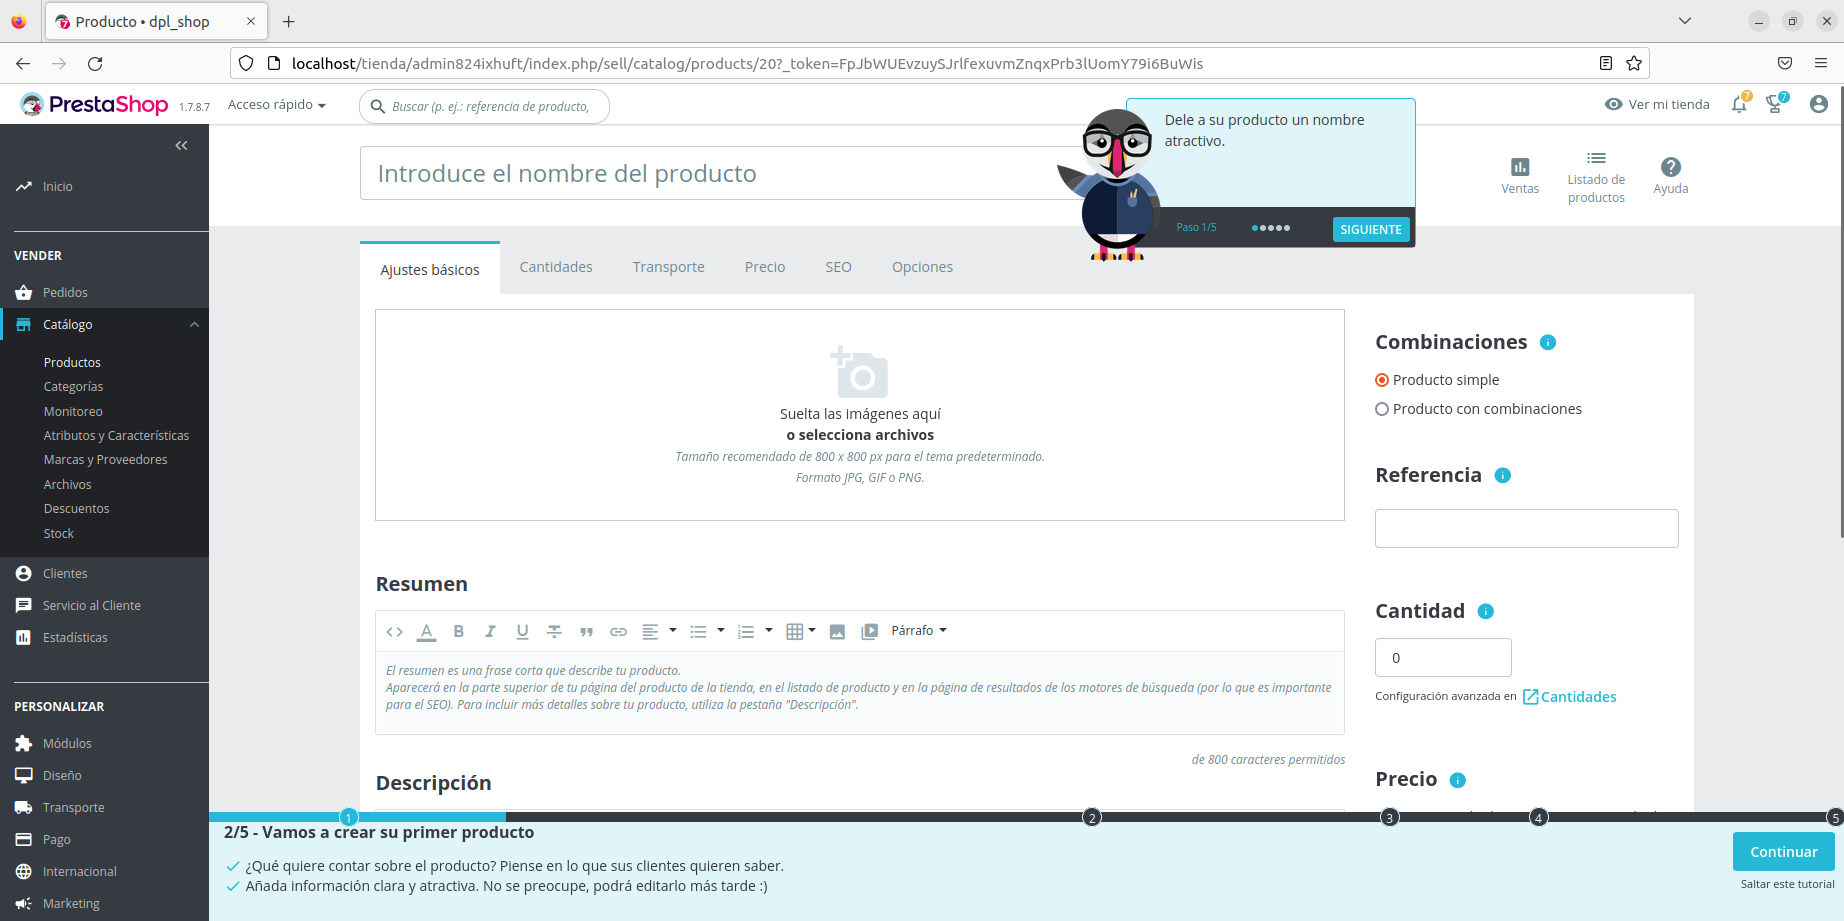 Producto • dpl_shop
localhost/tienda/admin824ixhuft/index.php/sell/catalog/products/20?_token=FpJbWUEvzuySJrlfexuvmZnqxPrb3lUomY79i6BuWis
PrestaShop 1.7.8.7
Acceso rápido
Buscar (p. ej.: referencia de producto,
Ver mi tienda
7
7
Inicio
VENDER
Pedidos
Catálogo
Productos
Categorías
Monitoreo
Atributos y Características
Marcas y Proveedores
Archivos
Descuentos
Stock
Clientes
Servicio al Cliente
Estadísticas
PERSONALIZAR
Módulos
Diseño
Transporte
Pago
Internacional
Marketing
Introduce el nombre del producto
Dele a su producto un nombre
atractivo.
Paso 1/5
SIGUIENTE
Ventas
Listado de
productos
Ayuda
Ajustes básicos
Cantidades
Transporte
Precio
SEO
Opciones
Suelta las imágenes aquí
o selecciona archivos
Tamaño recomendado de 800 x 800 px para el tema predeterminado.
Formato JPG, GIF o PNG.
Resumen
Párrafo
El resumen es una frase corta que describe tu producto.
Aparecerá en la parte superior de tu página del producto de la tienda, en el listado de producto y en la página de resultados de los motores de búsqueda (por lo que es importante
para el SEO). Para incluir más detalles sobre tu producto, utiliza la pestaña "Descripción".
de 800 caracteres permitidos
Descripción
Combinaciones
Producto simple
Producto con combinaciones
Referencia
Cantidad
0
Configuración avanzada en Cantidades
Precio
1
2
3
4
5
2/5 - Vamos a crear su primer producto
¿Qué quiere contar sobre el producto? Piense en lo que sus clientes quieren saber.
Añada información clara y atractiva. No se preocupe, podrá editarlo más tarde :)
Continuar
Saltar este tutorial